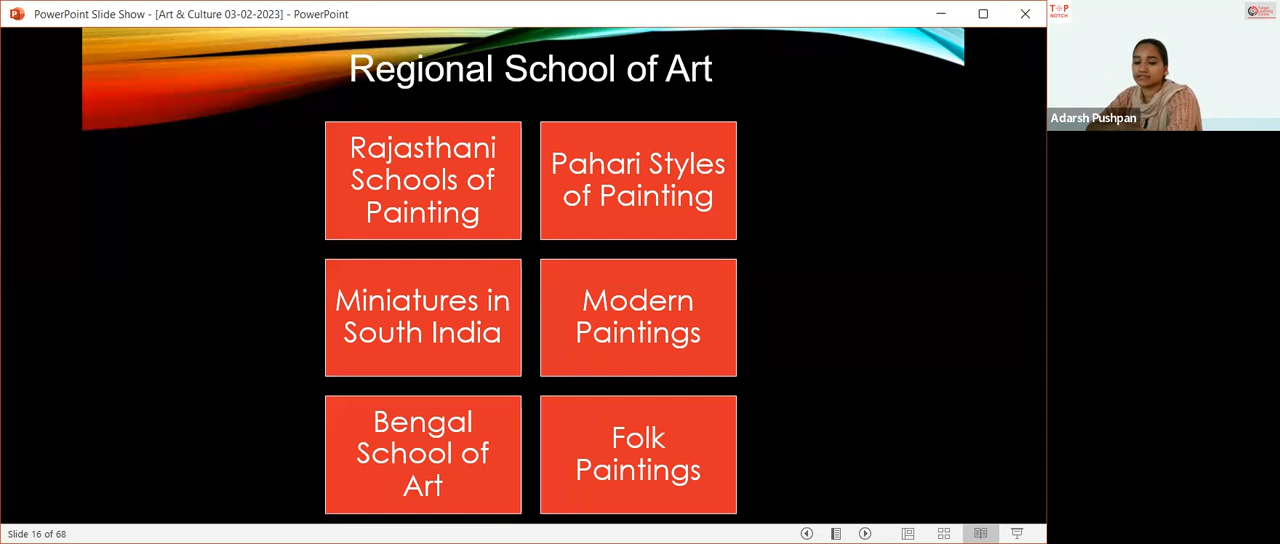 PowerPoint Slide Show - [Art & Culture 03-02-2023] - PowerPoint
Regional School of Art
Rajasthani
Schools of
Painting
Pahari Styles
of Painting
Miniatures in
South India
Modern
Paintings
Bengal
School of
Art
Folk
Paintings
Slide 16 of 68
TOP
NOTCH
Adarsh Pushpan